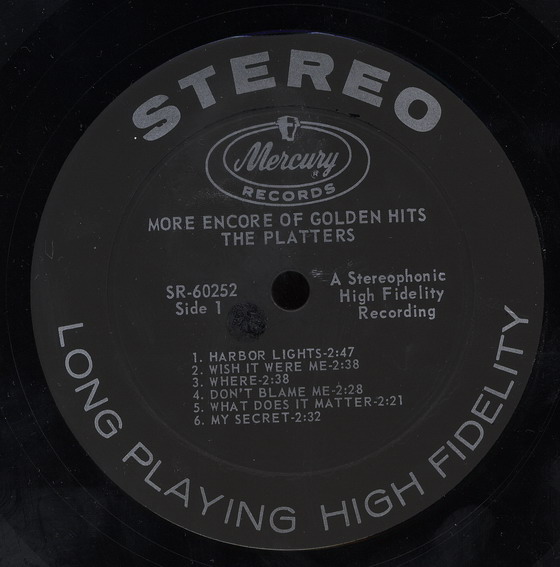 STEREO
Mercury
RECORDS
MORE ENCORE OF GOLDEN HITS
THE PLATTERS
SR-60252
Side 1
A Stereophonic
High Fidelity
Recording
1. HARBOR LIGHTS-2:47
2. WISH IT WERE ME-2:38
3. WHERE-2:38
4. DON'T BLAME ME-2:28
5. WHAT DOES IT MATTER-2:21
6. MY SECRET-2:32
LONG PLAYING HIGH FIDELITY